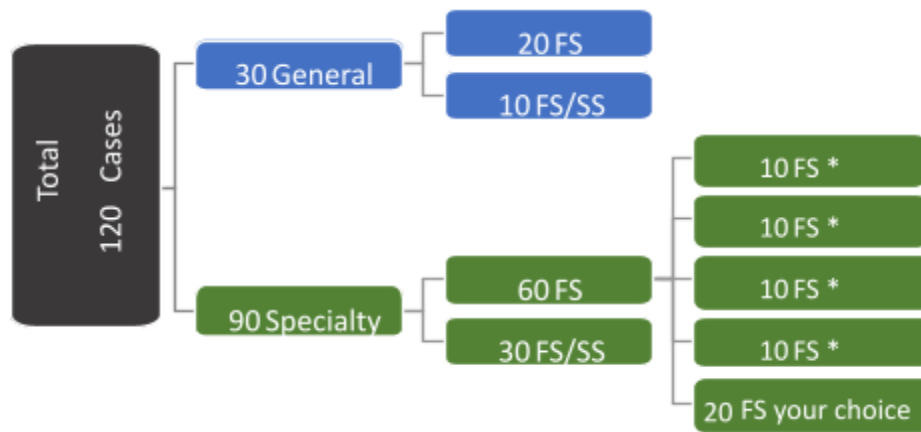 Total
120 Cases
30 General
20 FS
10 FS/SS
90 Specialty
60 FS
30 FS/SS
10 FS *
10 FS *
10 FS *
10 FS *
20 FS your choice